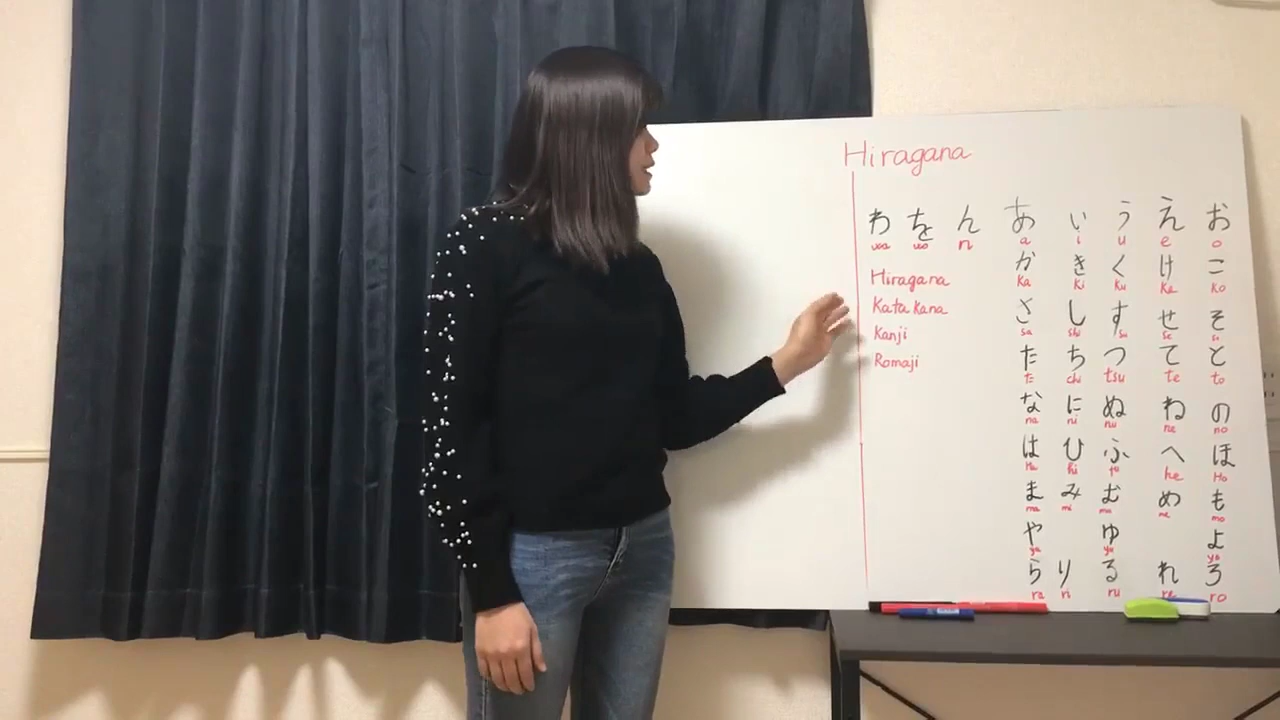 Hiragana
わ を ん あ い う え お
wa wo n a i u e o
か き く け こ
ka ki ku ke ko
Hiragana
Katakana
Kanji
Romaji
さ し す せ そ
sa shi su se so
た ち つ て と
ta chi tsu te to
な に ぬ ね の
na ni nu ne no
は ひ ふ へ ほ
Ha hi fu he Ho
ま み む め も
ma mi mu me mo
や ゆ よ
ya yu yo
ら り る れ ろ
ra ri ru re ro